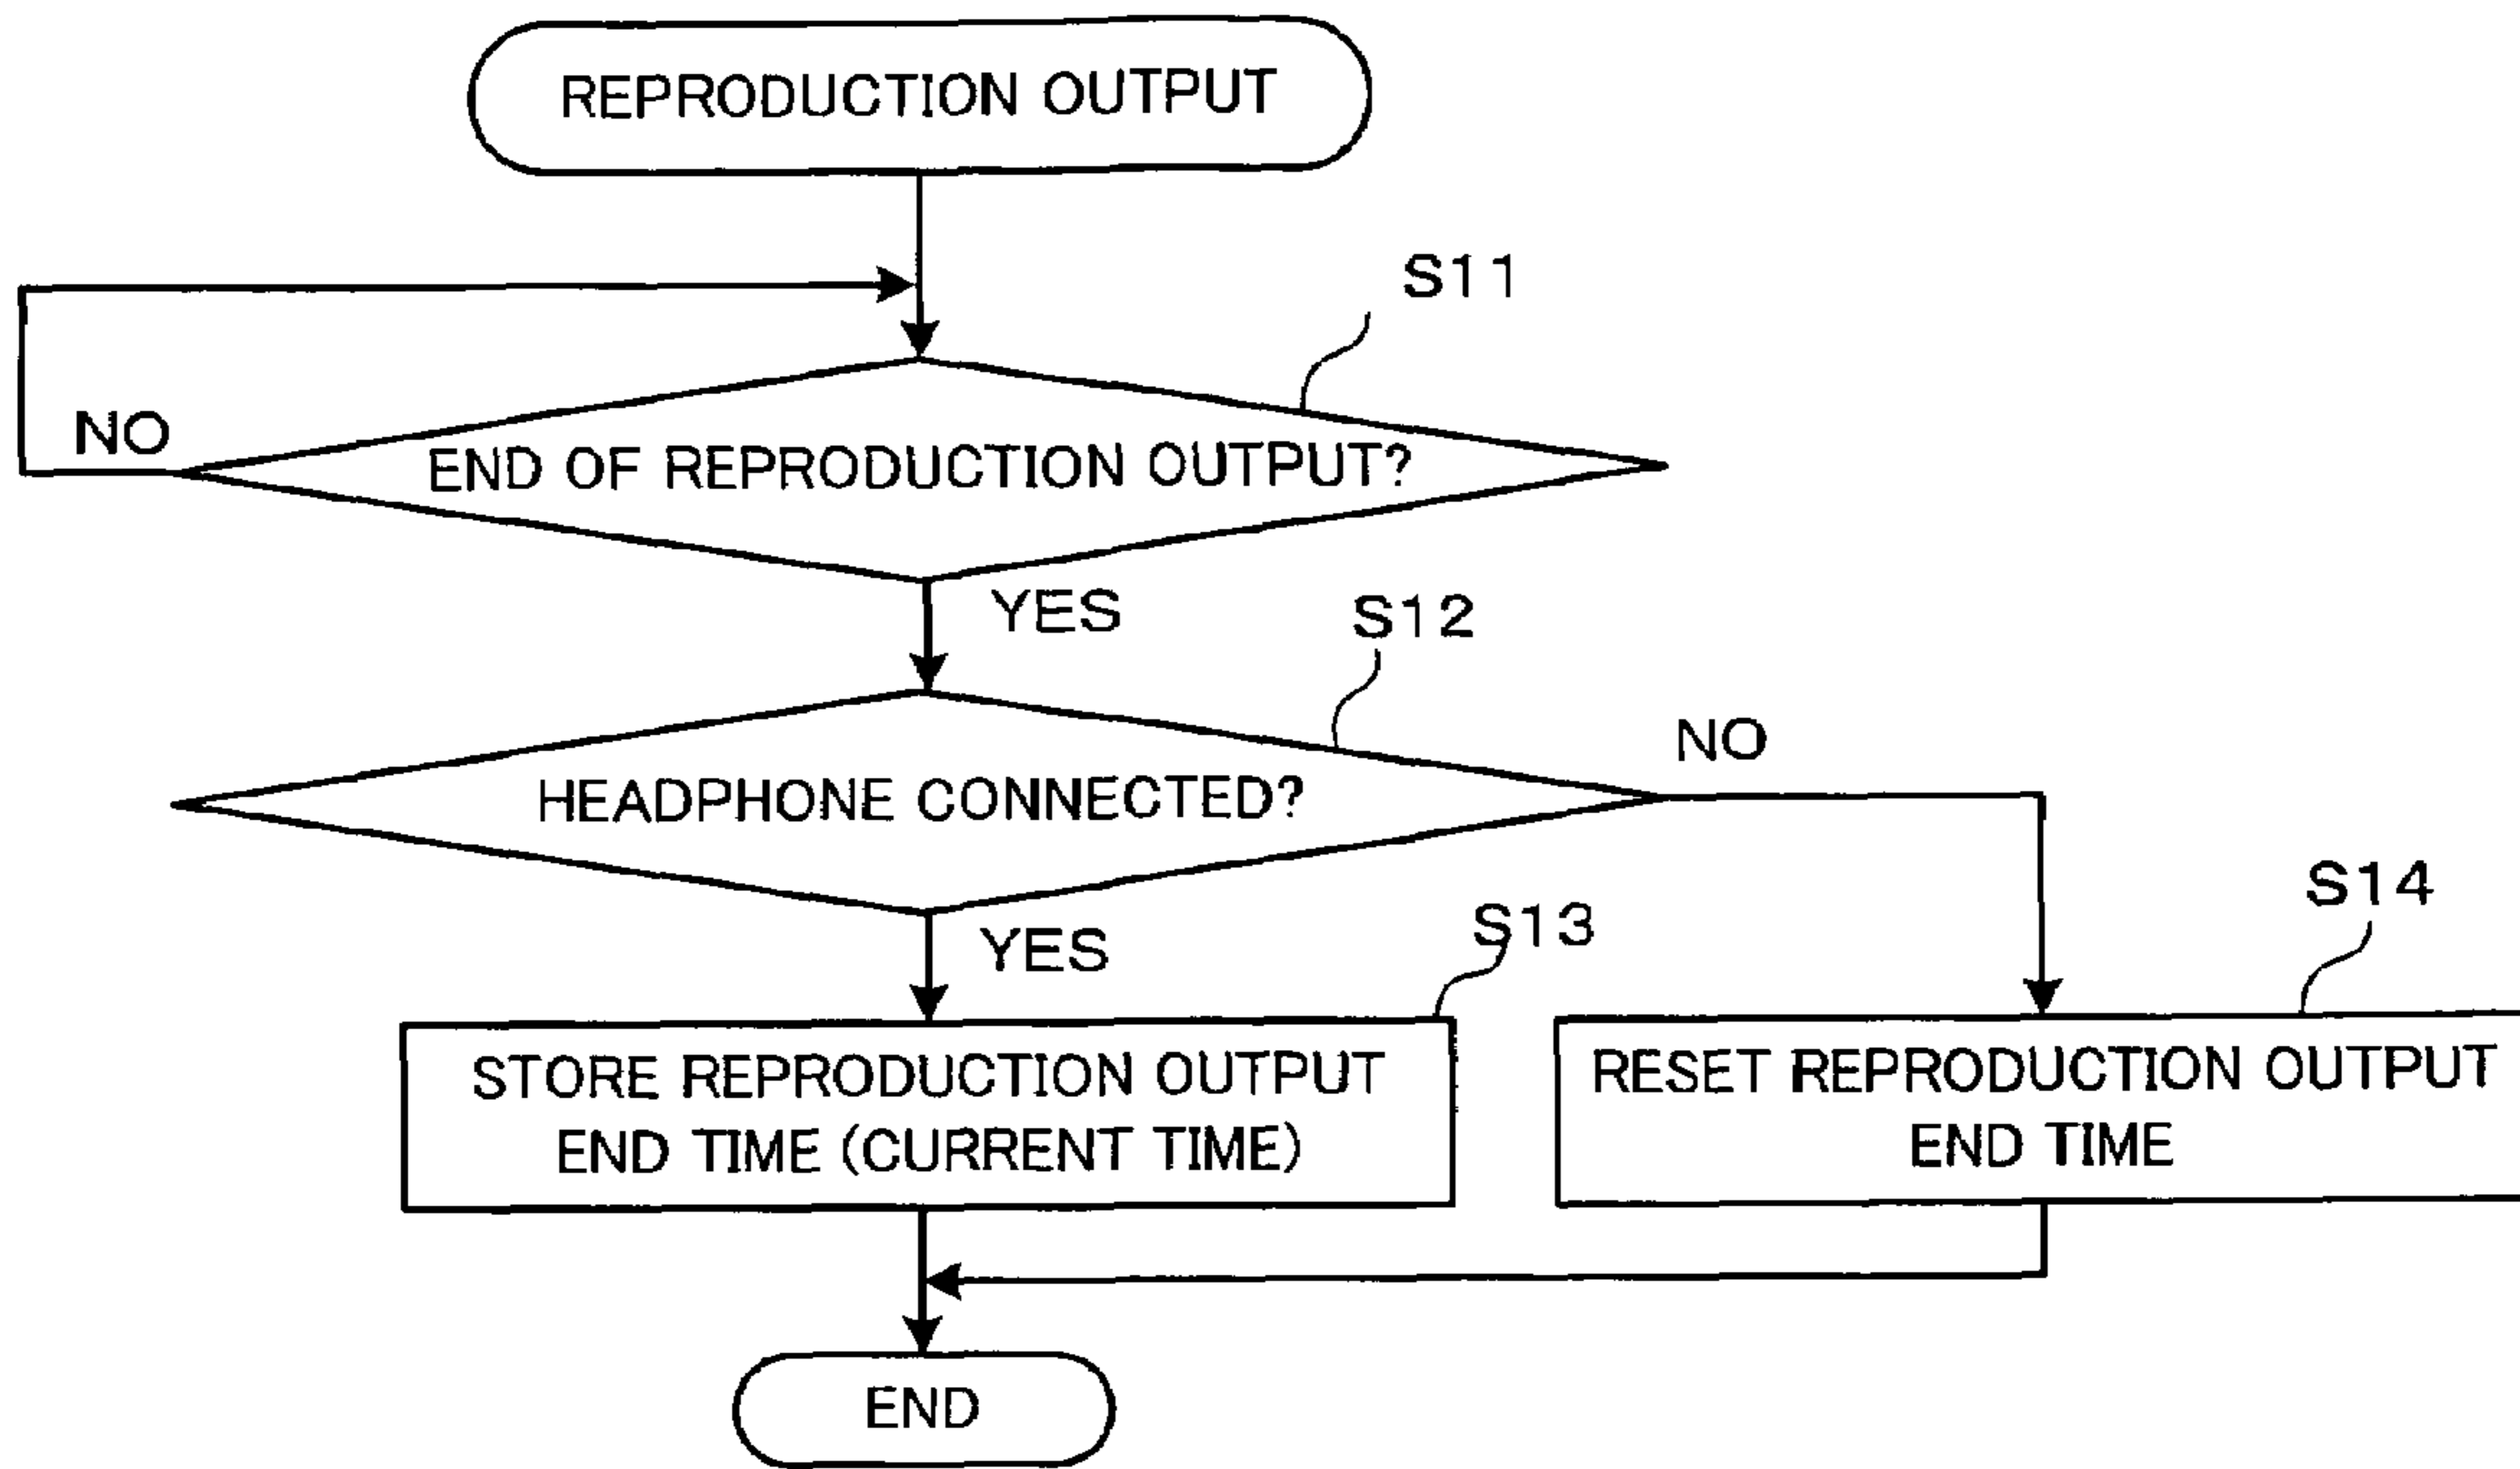 REPRODUCTION OUTPUT
S11
NO
END OF REPRODUCTION OUTPUT?
YES
S12
NO
HEADPHONE CONNECTED?
YES
S13
S14
STORE REPRODUCTION OUTPUT
END TIME (CURRENT TIME)
RESET REPRODUCTION OUTPUT
END TIME
END